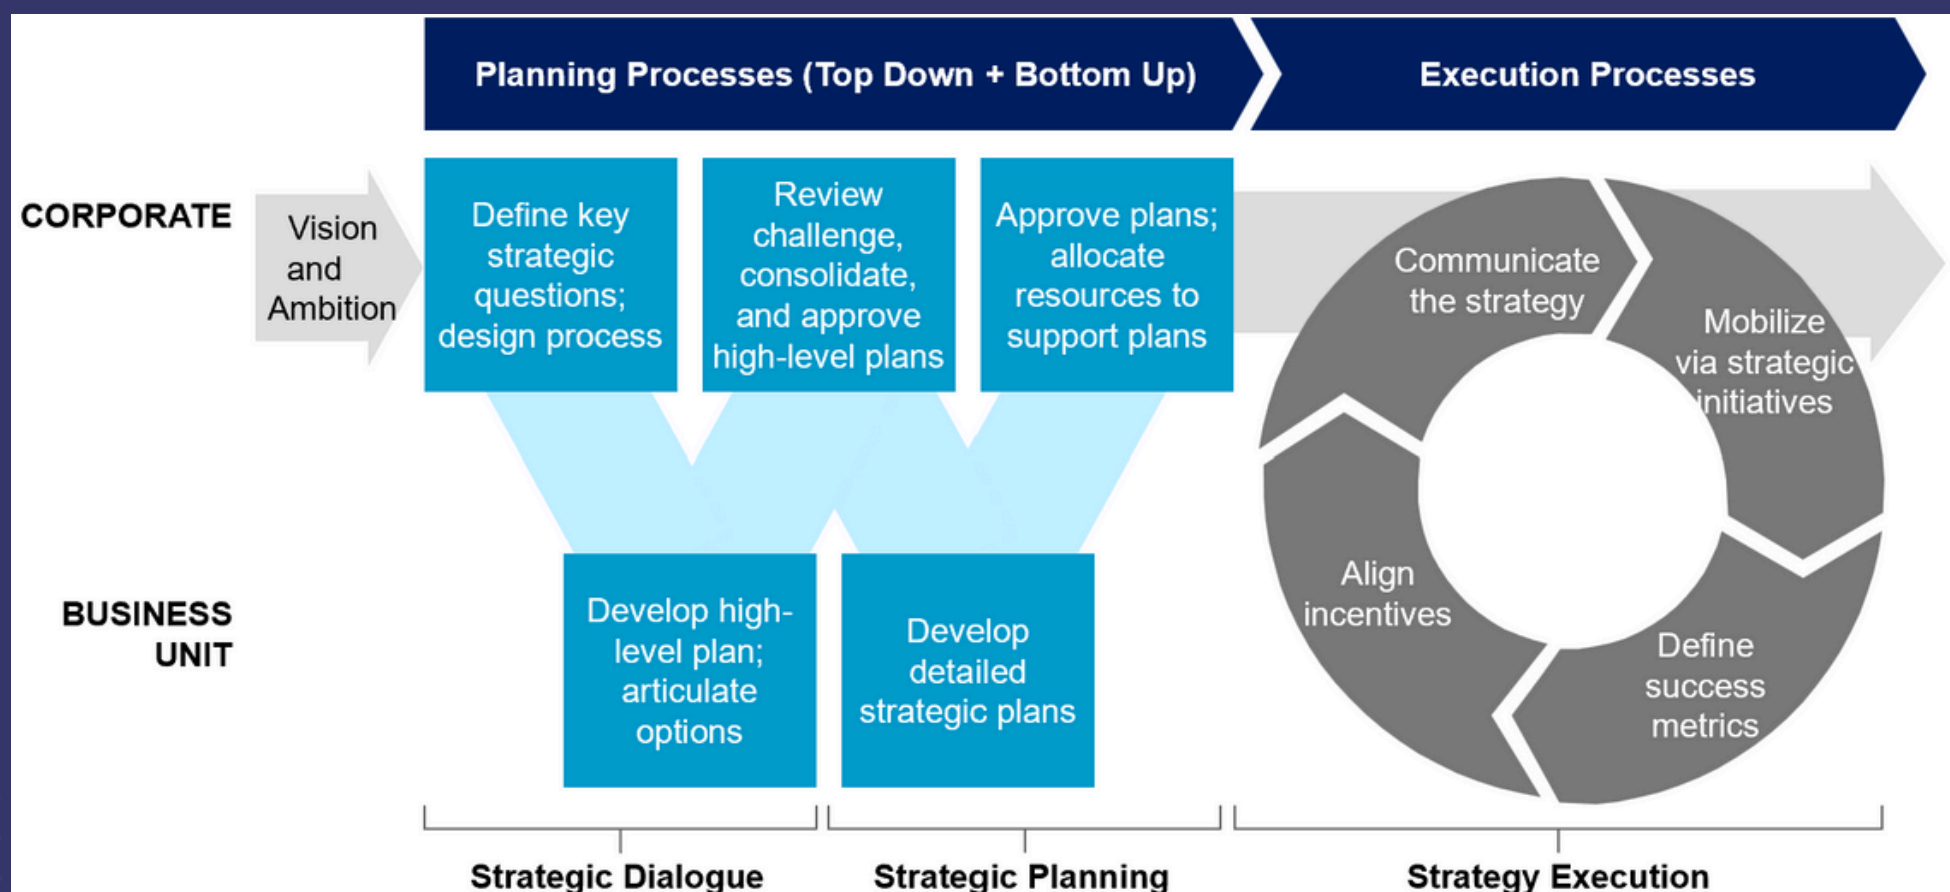 Planning Processes (Top Down + Bottom Up)
Execution Processes
CORPORATE
Vision
and
Ambition
Define key
strategic
questions;
design process
Review
challenge,
consolidate,
and approve
high-level plans
Approve plans;
allocate
resources to
support plans
Communicate
the strategy
Mobilize
via strategic
initiatives
BUSINESS
UNIT
Develop high-
level plan;
articulate
options
Develop
detailed
strategic plans
Align
incentives
Define
success
metrics
Strategic Dialogue
Strategic Planning
Strategy Execution